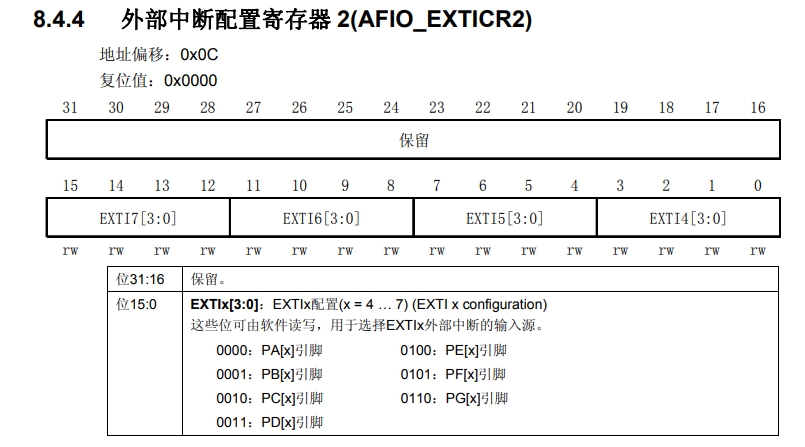 8.4.4 外部中断配置寄存器 2(AFIO_EXTICR2)
地址偏移：0x0C
复位值：0x0000
31 30 29 28 27 26 25 24 23 22 21 20 19 18 17 16
保留
15 14 13 12 11 10 9 8 7 6 5 4 3 2 1 0
EXTI7[3:0] EXTI6[3:0] EXTI5[3:0] EXTI4[3:0]
rw rw rw rw rw rw rw rw rw rw rw rw rw rw rw rw
位31:16 保留。
位15:0 EXTIx[3:0]：EXTIx配置(x = 4 … 7) (EXTI x configuration)
这些位可由软件读写，用于选择EXTIx外部中断的输入源。
0000：PA[x]引脚 0100：PE[x]引脚
0001：PB[x]引脚 0101：PF[x]引脚
0010：PC[x]引脚 0110：PG[x]引脚
0011：PD[x]引脚